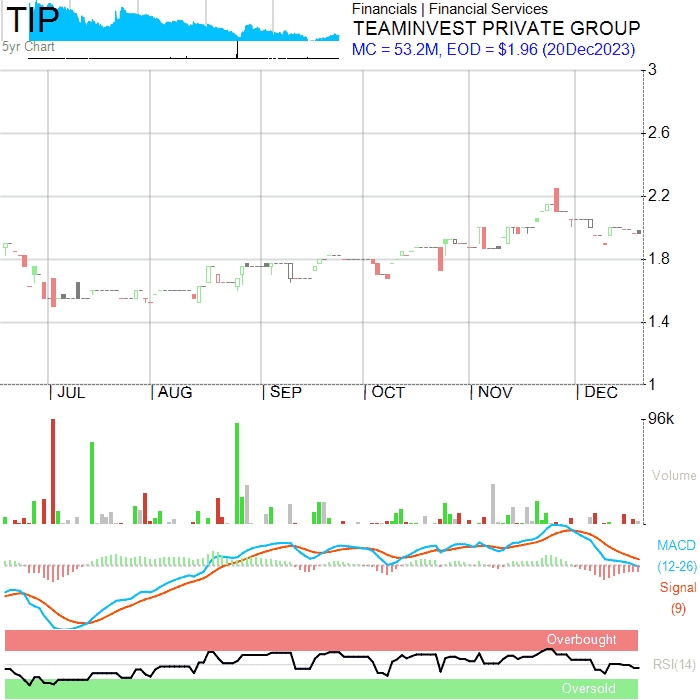 TIP
5yr Chart
Financials | Financial Services
TEAMINVEST PRIVATE GROUP
MC = 53.2M, EOD = $1.96 (20Dec2023)
3
2.6
2.2
1.8
1.4
1
JUL AUG SEP OCT NOV DEC
96k
Volume
MACD
(12-26)
Signal
(9)
Overbought
RSI(14)
Oversold